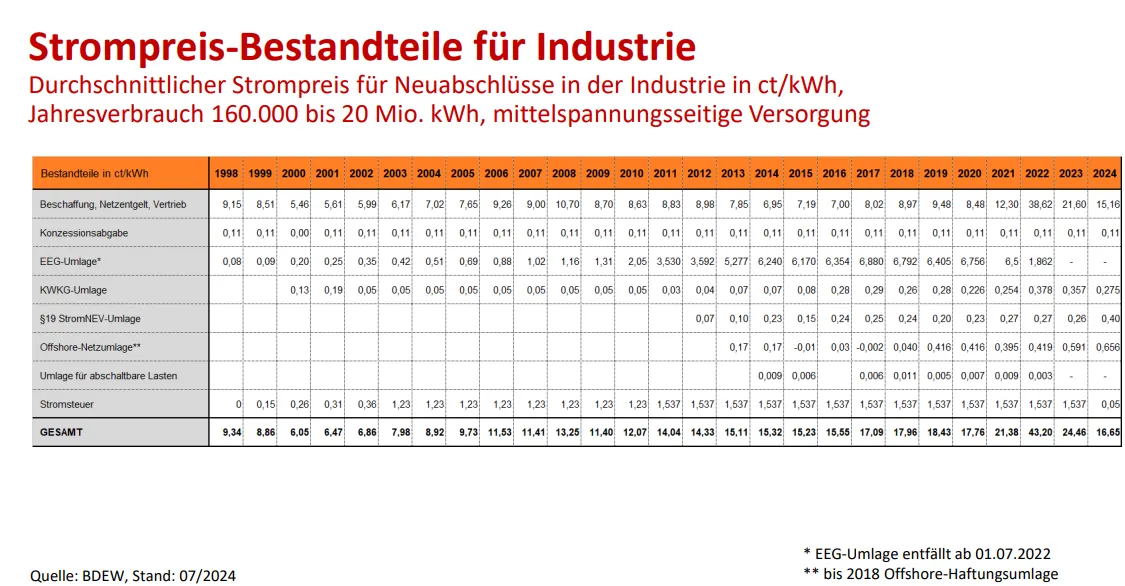 Strompreis-Bestandteile für Industrie
Durchschnittlicher Strompreis für Neuabschlüsse in der Industrie in ct/kWh,
Jahresverbrauch 160.000 bis 20 Mio. kWh, mittelspannungsseitige Versorgung
Bestandteile in ct/kWh 1998 1999 2000 2001 2002 2003 2004 2005 2006 2007 2008 2009 2010 2011 2012 2013 2014 2015 2016 2017 2018 2019 2020 2021 2022 2023 2024
Beschaffung, Netzentgelt, Vertrieb 9,15 8,51 5,46 5,61 5,99 6,17 7,02 7,65 9,26 9,00 10,70 8,70 8,63 8,83 8,98 7,85 6,95 7,19 7,00 8,02 8,97 9,48 8,48 12,30 38,62 21,60 15,16
Konzessionsabgabe 0,11 0,11 0,00 0,11 0,11 0,11 0,11 0,11 0,11 0,11 0,11 0,11 0,11 0,11 0,11 0,11 0,11 0,11 0,11 0,11 0,11 0,11 0,11 0,11 0,11 0,11 0,11
EEG-Umlage* 0,08 0,09 0,20 0,25 0,35 0,42 0,51 0,69 0,88 1,02 1,16 1,31 2,05 3,530 3,592 5,277 6,240 6,170 6,354 6,880 6,792 6,405 6,756 6,5 1,862 - -
KWKG-Umlage 0,13 0,19 0,05 0,05 0,05 0,05 0,05 0,05 0,05 0,05 0,05 0,03 0,04 0,07 0,07 0,08 0,28 0,29 0,26 0,28 0,226 0,254 0,378 0,357 0,275
§19 StromNEV-Umlage 0,07 0,10 0,23 0,15 0,24 0,25 0,24 0,20 0,23 0,27 0,27 0,26 0,40
Offshore-Netzumlage** 0,17 0,17 -0,01 0,03 -0,002 0,040 0,416 0,416 0,395 0,419 0,591 0,656
Umlage für abschaltbare Lasten 0,009 0,006 0,006 0,011 0,005 0,007 0,009 0,003 - -
Stromsteuer 0 0,15 0,26 0,31 0,36 1,23 1,23 1,23 1,23 1,23 1,23 1,23 1,23 1,537 1,537 1,537 1,537 1,537 1,537 1,537 1,537 1,537 1,537 1,537 1,537 1,537 0,05
GESAMT 9,34 8,86 6,05 6,47 6,86 7,98 8,92 9,73 11,53 11,41 13,25 11,40 12,07 14,04 14,33 15,11 15,32 15,23 15,55 17,09 17,96 18,43 17,76 21,38 43,20 24,46 16,65
* EEG-Umlage entfällt ab 01.07.2022
** bis 2018 Offshore-Haftungsumlage
Quelle: BDEW, Stand: 07/2024